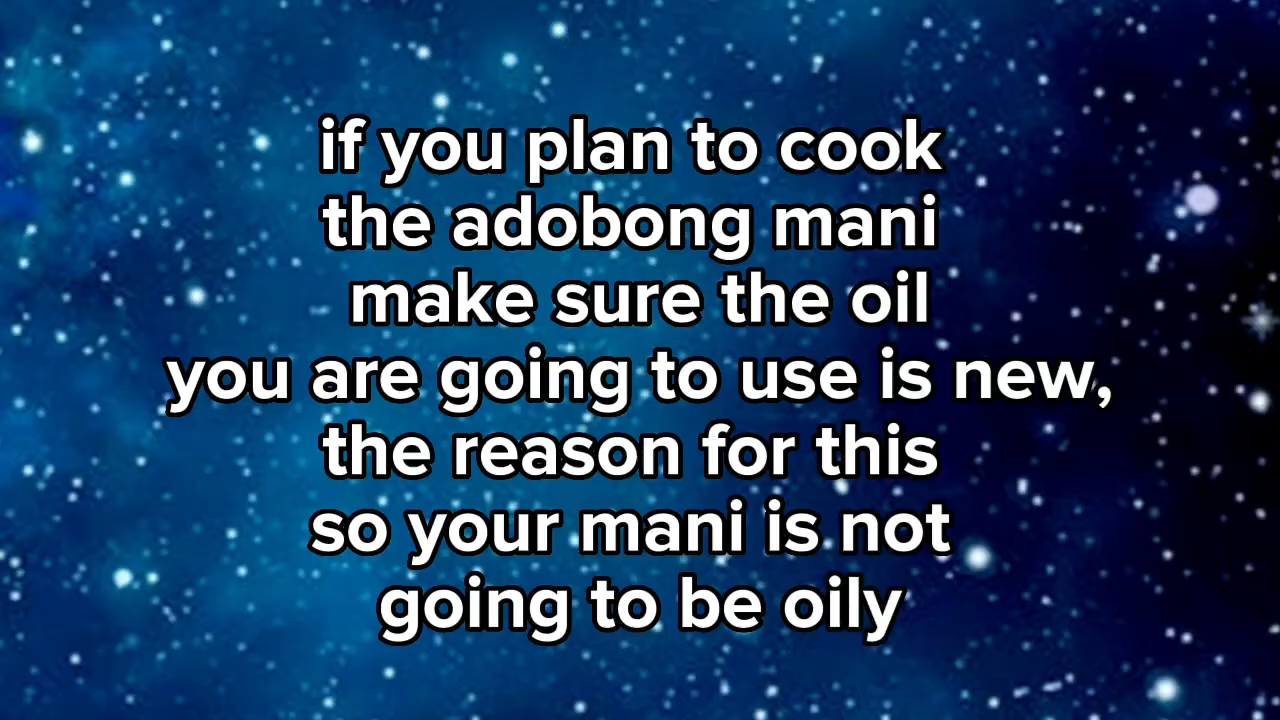 if you plan to cook
the adobong mani
make sure the oil
you are going to use is new,
the reason for this
so your mani is not
going to be oily